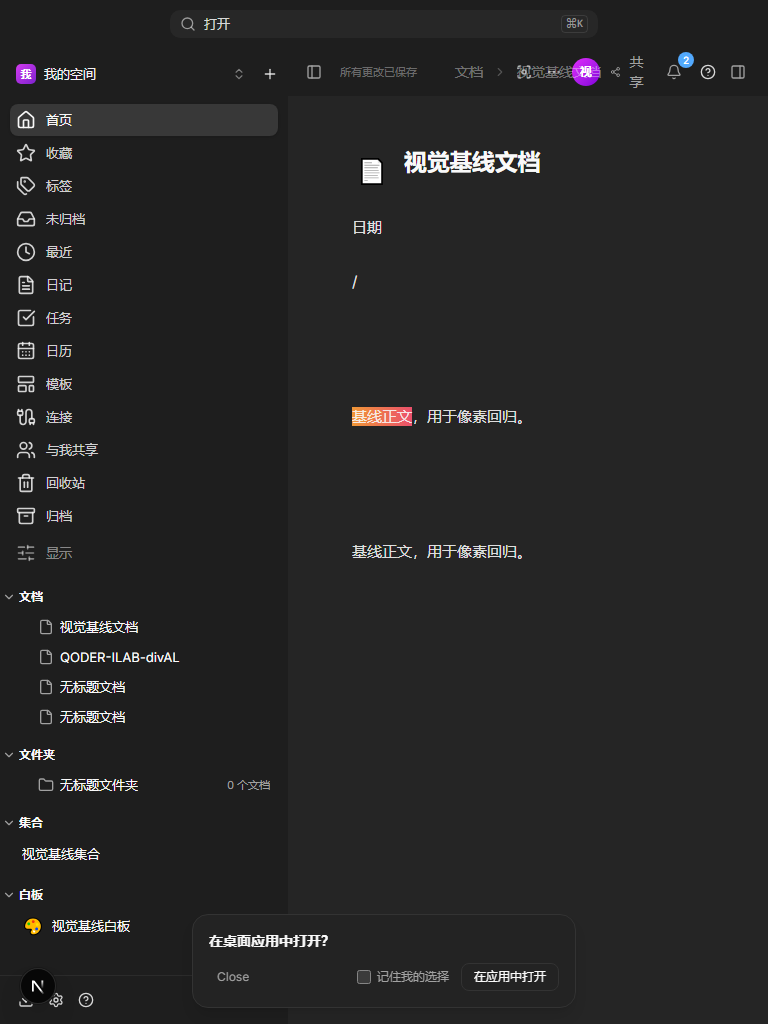 打开
⌘K
我 我的空间
所有更改已保存
文档
视觉基线文档
视
共享
2
首页
收藏
标签
未归档
最近
日记
任务
日历
模板
连接
与我共享
回收站
归档
显示
文档
视觉基线文档
QODER-ILAB-divAL
无标题文档
无标题文档
文件夹
无标题文件夹 0 个文档
集合
视觉基线集合
白板
视觉基线白板
N
视觉基线文档
日期
/
基线正文，用于像素回归。
基线正文，用于像素回归。
在桌面应用中打开?
Close
记住我的选择
在应用中打开